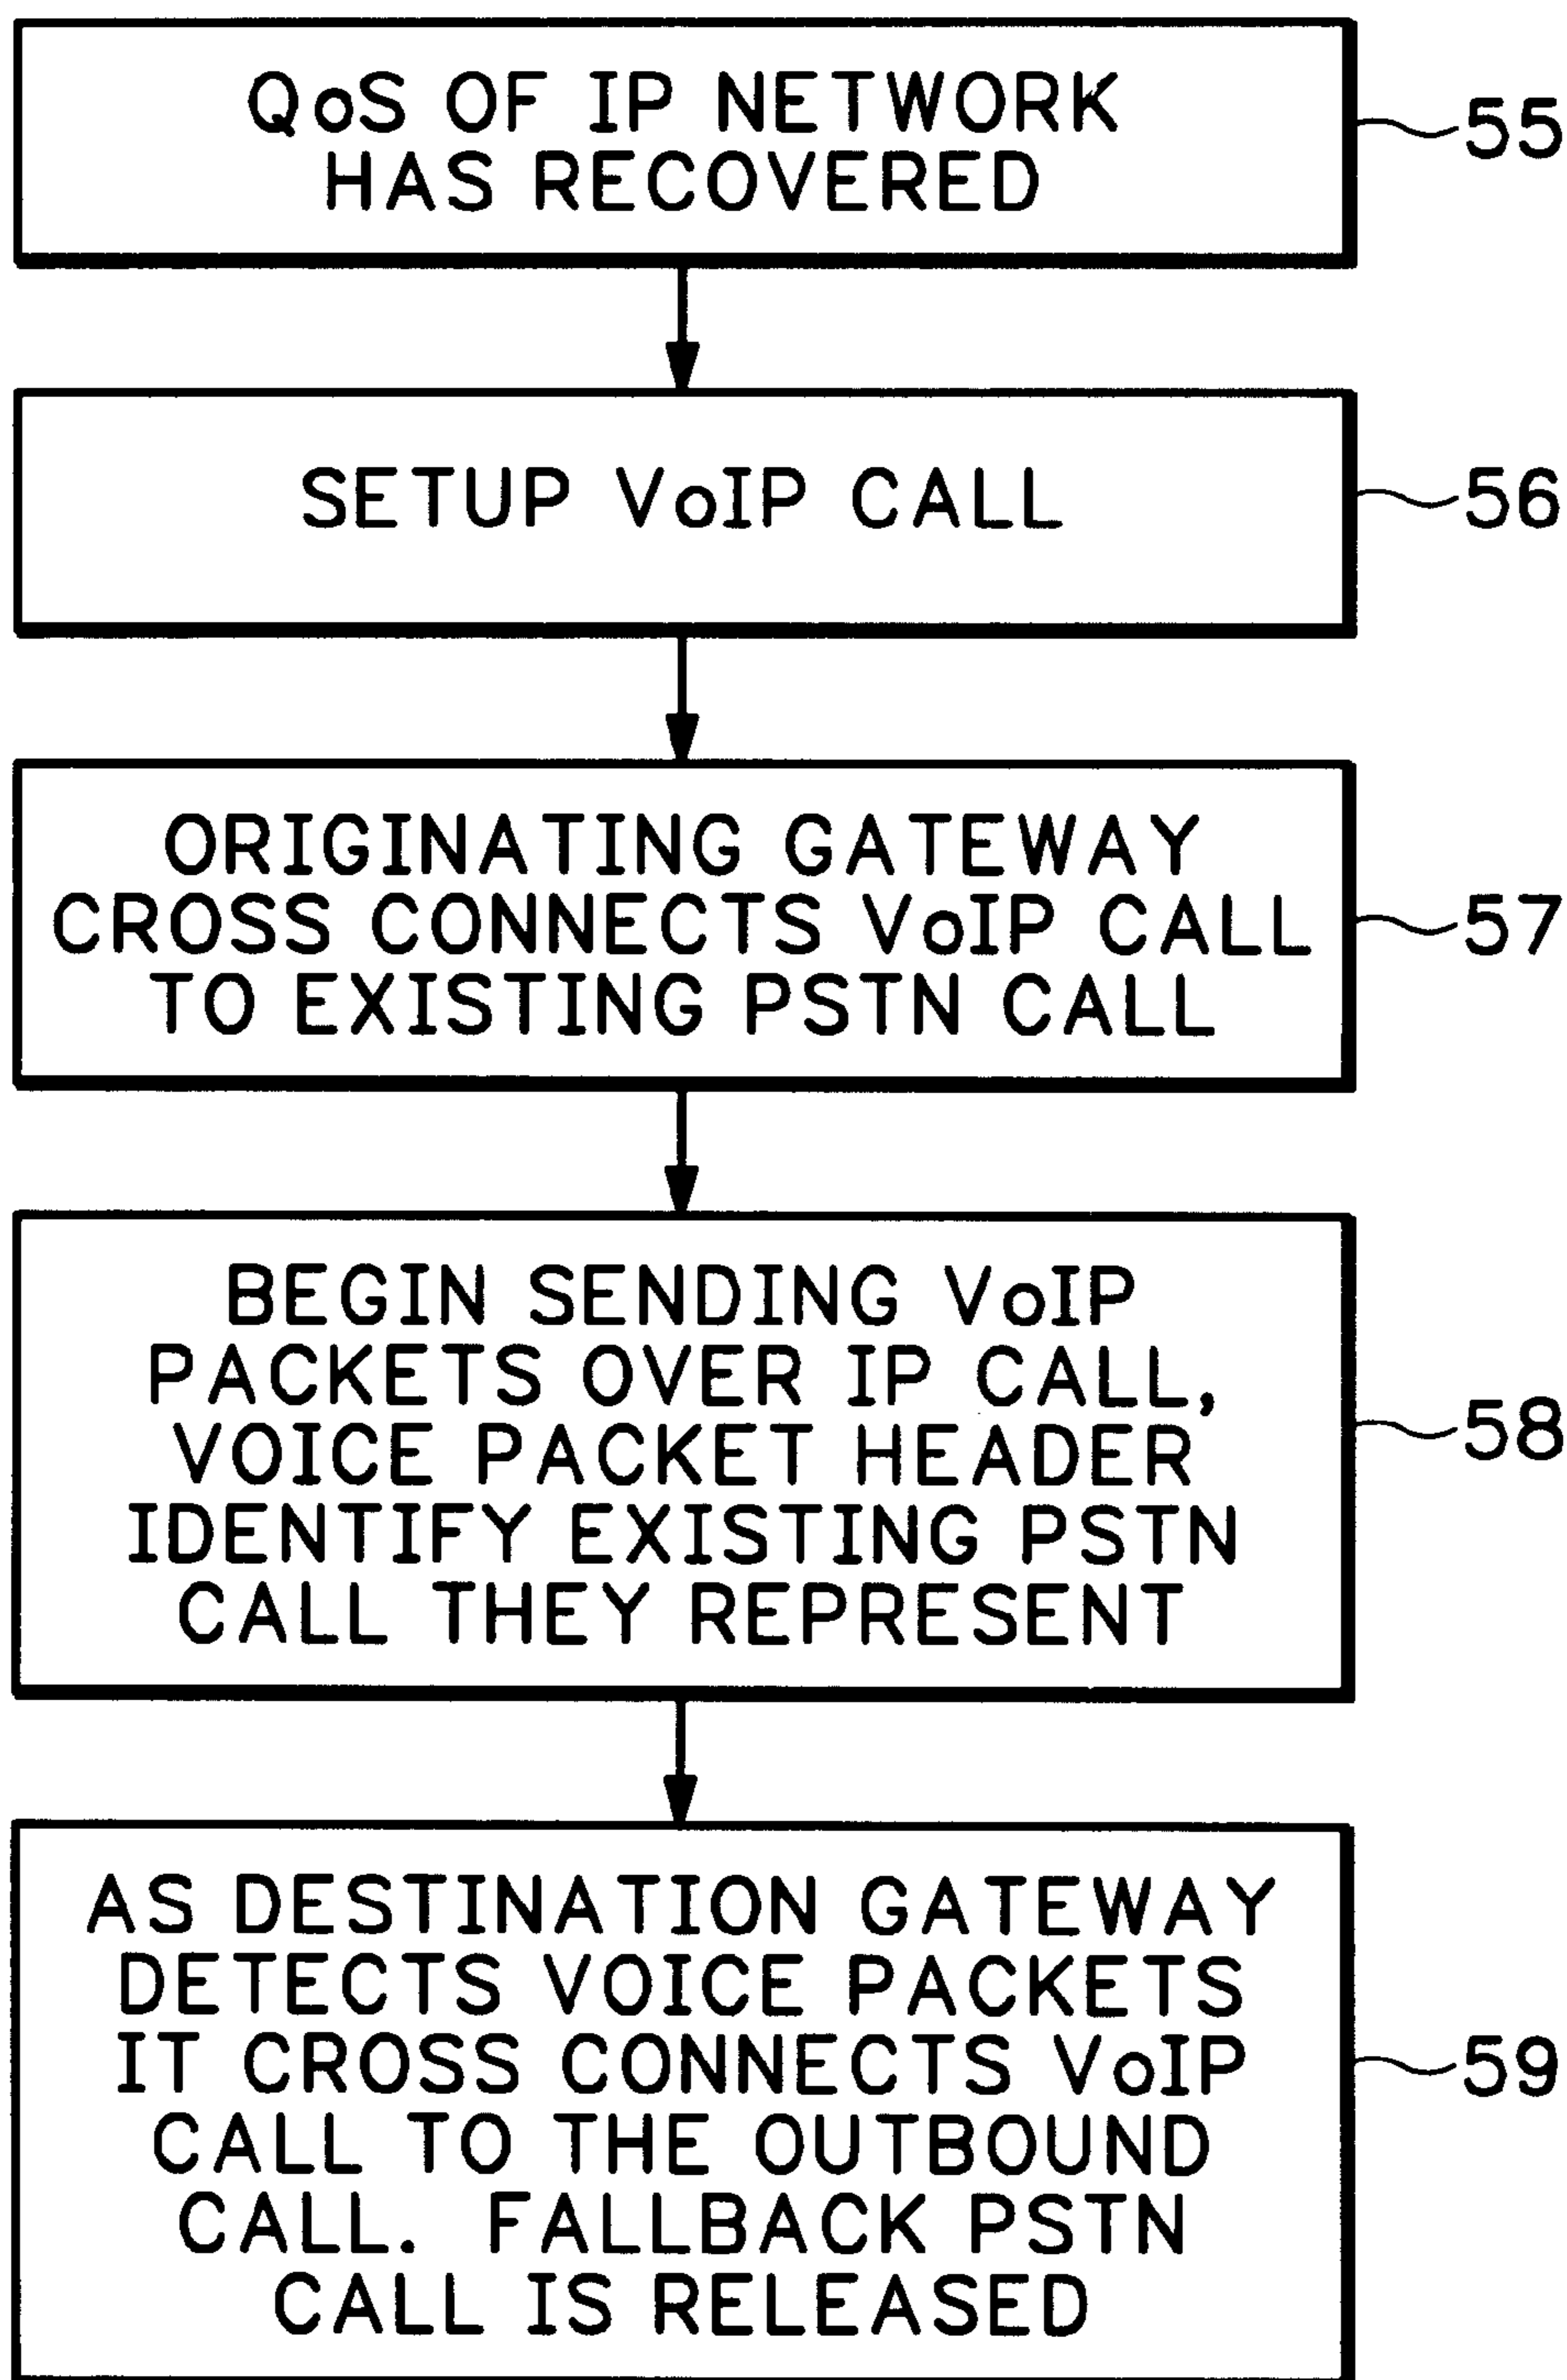 QoS OF IP NETWORK
HAS RECOVERED
55
SETUP VoIP CALL
56
ORIGINATING GATEWAY
CROSS CONNECTS VoIP CALL
TO EXISTING PSTN CALL
57
BEGIN SENDING VoIP
PACKETS OVER IP CALL,
VOICE PACKET HEADER
IDENTIFY EXISTING PSTN
CALL THEY REPRESENT
58
AS DESTINATION GATEWAY
DETECTS VOICE PACKETS
IT CROSS CONNECTS VoIP
CALL TO THE OUTBOUND
CALL. FALLBACK PSTN
CALL IS RELEASED
59